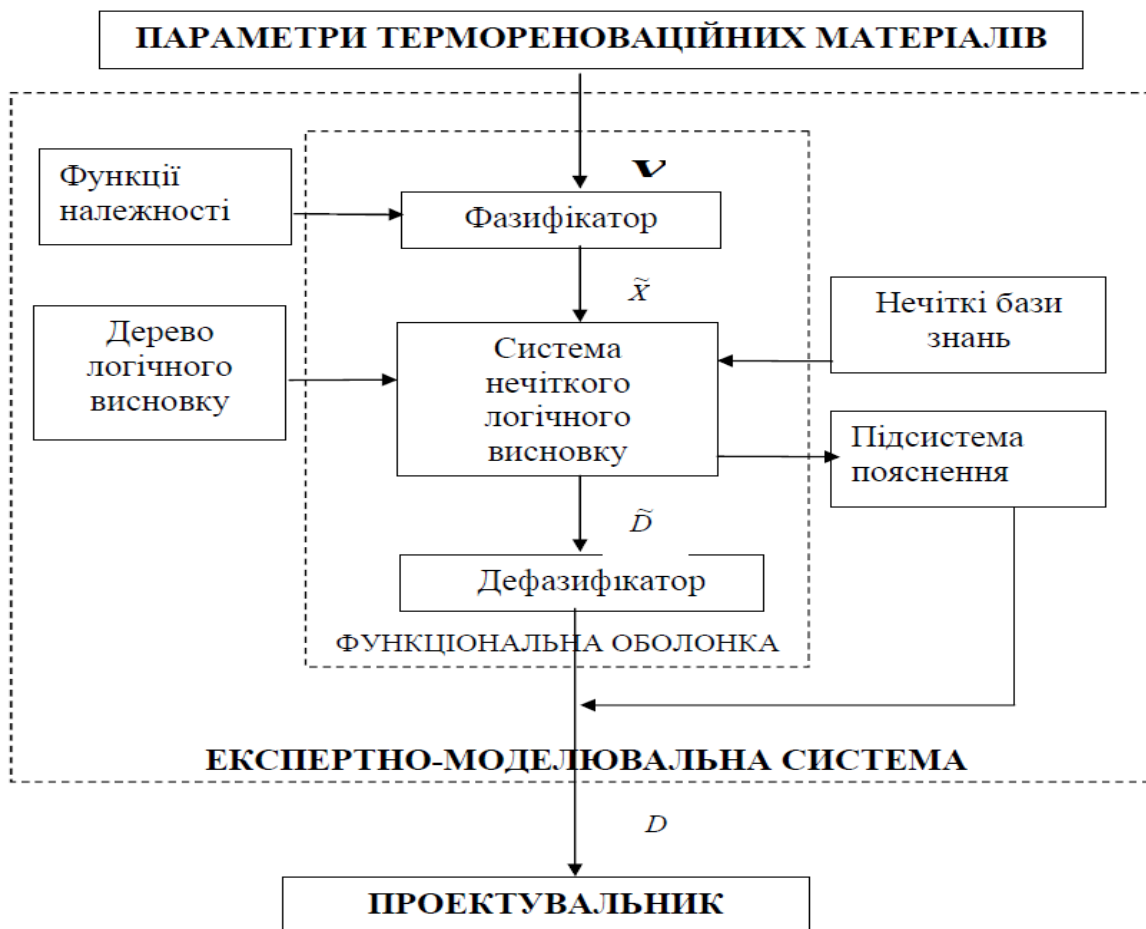 ПАРАМЕТРИ ТЕРМОРЕНОВАЦІЙНИХ МАТЕРІАЛІВ
V
Функції
належності
Фазифікатор
X̃
Нечіткі бази
знань
Дерево
логічного
висновку
Система
нечіткого
логічного
висновку
Підсистема
пояснення
D̃
Дефазифікатор
ФУНКЦІОНАЛЬНА ОБОЛОНКА
ЕКСПЕРТНО-МОДЕЛЮВАЛЬНА СИСТЕМА
D
ПРОЕКТУВАЛЬНИК